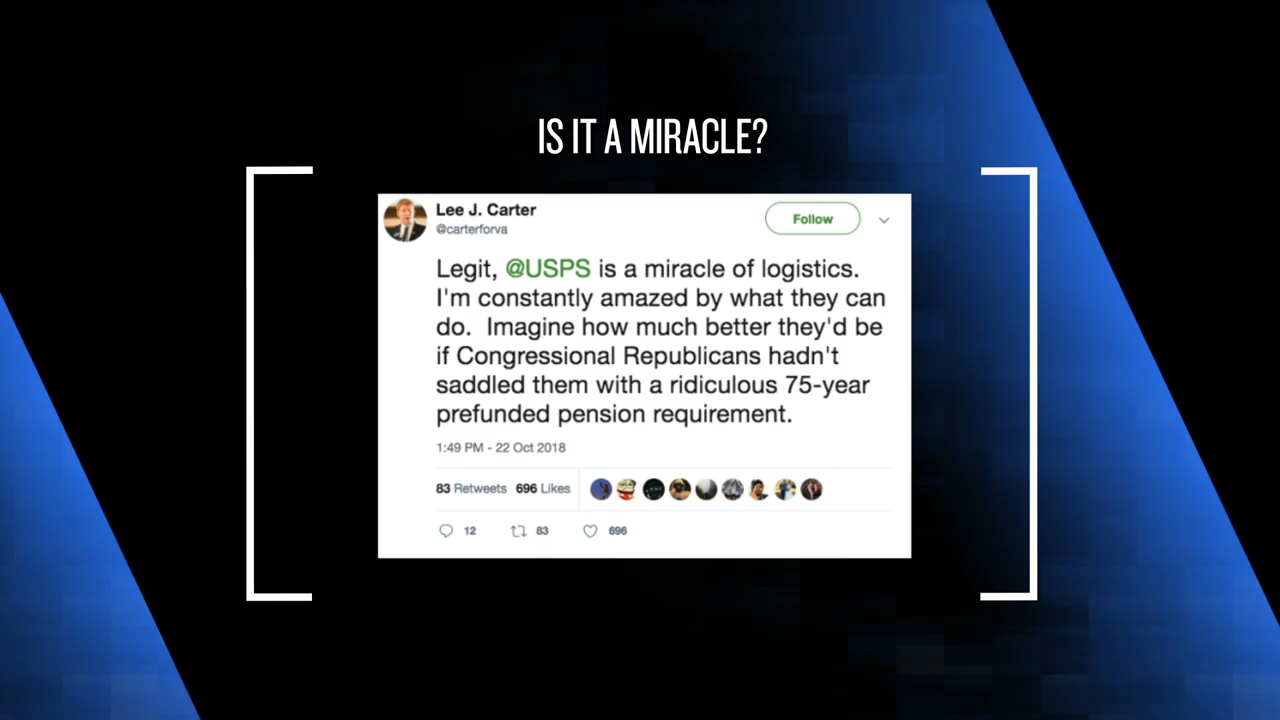 IS IT A MIRACLE?
Lee J. Carter
@carterforva
Follow
Legit, @USPS is a miracle of logistics.
I'm constantly amazed by what they can
do.  Imagine how much better they'd be
if Congressional Republicans hadn't
saddled them with a ridiculous 75-year
prefunded pension requirement.
1:49 PM - 22 Oct 2018
83 Retweets 696 Likes
12 83 696